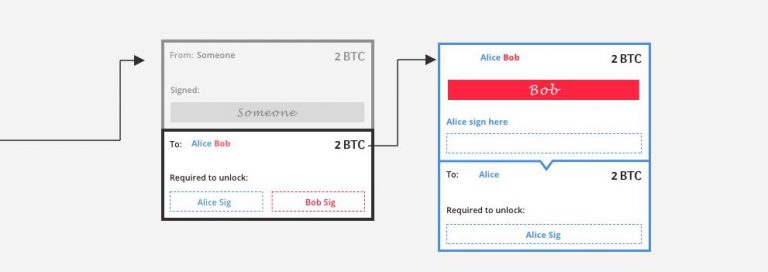 From: Someone 2 BTC
Signed:
Someone
To: Alice Bob 2 BTC
Required to unlock:
Alice Sig Bob Sig
Alice Bob 2 BTC
Bob
Alice sign here
To: Alice 2 BTC
Required to unlock:
Alice Sig